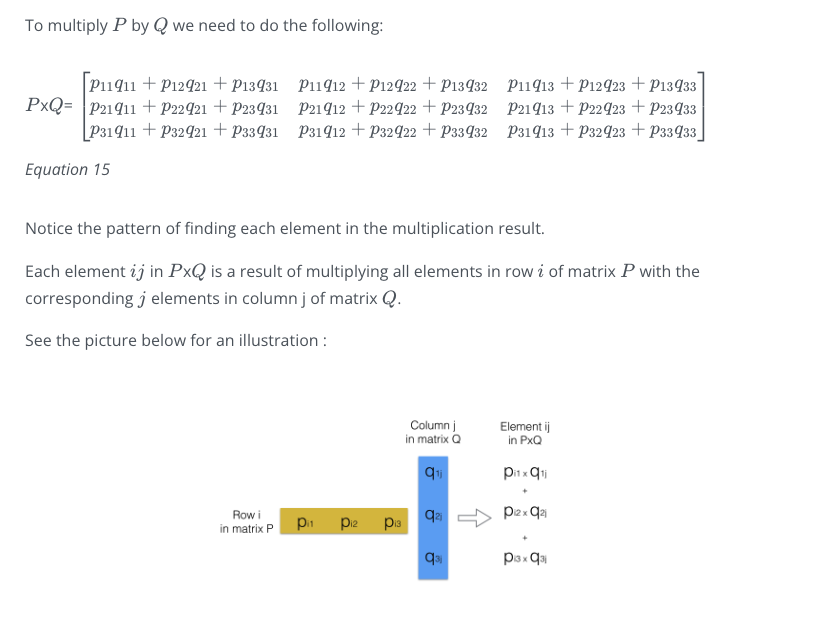 To multiply P by Q we need to do the following:
PxQ= [p₁₁q₁₁ + p₁₂q₂₁ + p₁₃q₃₁ p₁₁q₁₂ + p₁₂q₂₂ + p₁₃q₃₂ p₁₁q₁₃ + p₁₂q₂₃ + p₁₃q₃₃
p₂₁q₁₁ + p₂₂q₂₁ + p₂₃q₃₁ p₂₁q₁₂ + p₂₂q₂₂ + p₂₃q₃₂ p₂₁q₁₃ + p₂₂q₂₃ + p₂₃q₃₃
p₃₁q₁₁ + p₃₂q₂₁ + p₃₃q₃₁ p₃₁q₁₂ + p₃₂q₂₂ + p₃₃q₃₂ p₃₁q₁₃ + p₃₂q₂₃ + p₃₃q₃₃]
Equation 15
Notice the pattern of finding each element in the multiplication result.
Each element ij in PxQ is a result of multiplying all elements in row i of matrix P with the
corresponding j elements in column j of matrix Q.
See the picture below for an illustration :
Column j
in matrix Q
Element ij
in PxQ
Row i
in matrix P
pᵢ₁ pᵢ₂ pᵢ₃
q₁ⱼ
q₂ⱼ
q₃ⱼ
pᵢ₁ x q₁ⱼ
+
pᵢ₂ x q₂ⱼ
+
pᵢ₃ x q₃ⱼ